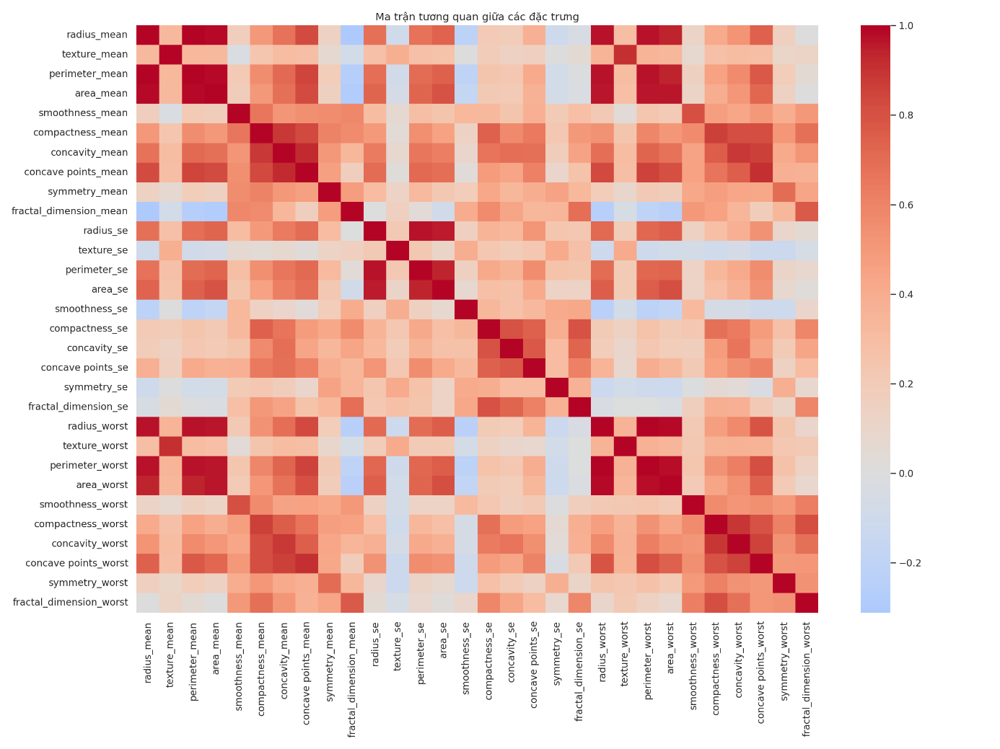 Ma trận tương quan giữa các đặc trưng
radius_mean
texture_mean
perimeter_mean
area_mean
smoothness_mean
compactness_mean
concavity_mean
concave points_mean
symmetry_mean
fractal_dimension_mean
radius_se
texture_se
perimeter_se
area_se
smoothness_se
compactness_se
concavity_se
concave points_se
symmetry_se
fractal_dimension_se
radius_worst
texture_worst
perimeter_worst
area_worst
smoothness_worst
compactness_worst
concavity_worst
concave points_worst
symmetry_worst
fractal_dimension_worst
radius_mean
texture_mean
perimeter_mean
area_mean
smoothness_mean
compactness_mean
concavity_mean
concave points_mean
symmetry_mean
fractal_dimension_mean
radius_se
texture_se
perimeter_se
area_se
smoothness_se
compactness_se
concavity_se
concave points_se
symmetry_se
fractal_dimension_se
radius_worst
texture_worst
perimeter_worst
area_worst
smoothness_worst
compactness_worst
concavity_worst
concave points_worst
symmetry_worst
fractal_dimension_worst
1.0
0.8
0.6
0.4
0.2
0.0
−0.2